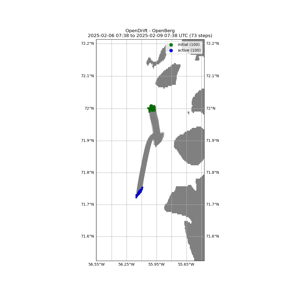 OpenDrift - OpenBerg
2025-02-06 07:38 to 2025-02-09 07:38 UTC (73 steps)
initial (100)
active (100)
72.2°N 72.2°N
72.1°N 72.1°N
72°N 72°N
71.9°N 71.9°N
71.8°N 71.8°N
71.7°N 71.7°N
71.6°N 71.6°N
56.55°W 56.25°W 55.95°W 55.65°W